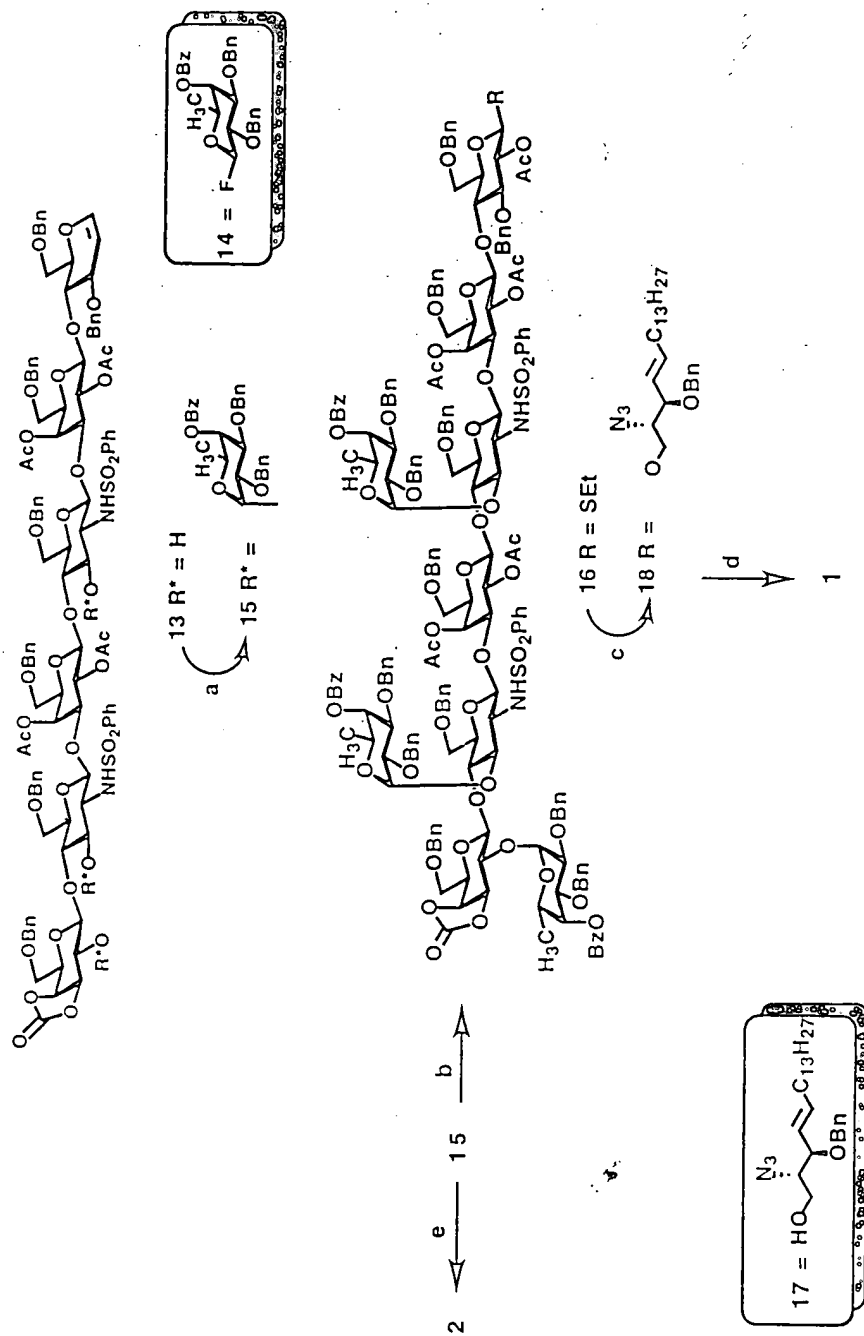 O O O OBn O R*O O OBn O R*O NHSO₂Ph O AcO OBn O OAc O OBn O R*O NHSO₂Ph O AcO OBn O OAc O OBn O BnO
a
13 R* = H
15 R* =
H₃C OBz O OBn OBn
14 = F
H₃C OBz O OBn OBn
2
e
15
b
O O O OBn O O O H₃C BzO OBn OBn
H₃C OBz O OBn OBn O OBn O O NHSO₂Ph O AcO OBn O OAc
H₃C OBz O OBn OBn O OBn O O NHSO₂Ph O AcO OBn O OAc O OBn O BnO AcO R
c
16 R = SEt
18 R =
O N₃ OBn C₁₃H₂₇
d
1
17 = HO N₃ OBn C₁₃H₂₇